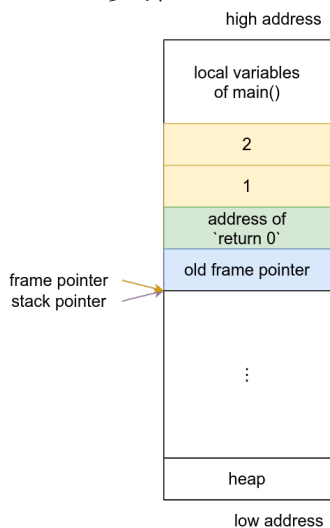 high address
local variables
of main()
2
1
address of
`return 0`
old frame pointer
frame pointer
stack pointer
⋮
heap
low address